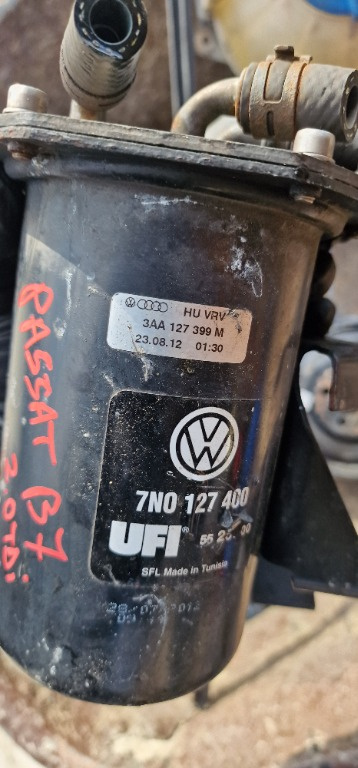 HU VRV
3AA 127 399 M
23.08.12 01:30
7N0 127 400
UFI®
SFL Made in Tunisia
PASSAT B7
2.0TDi